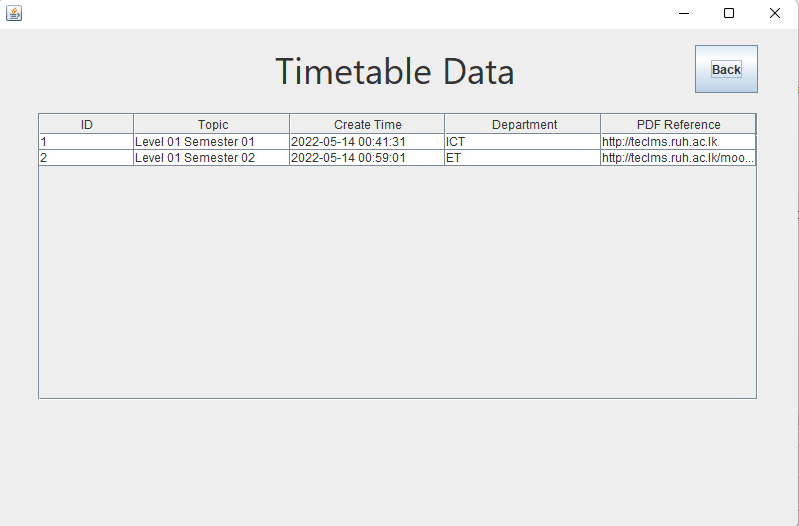 Timetable Data
Back
ID Topic Create Time Department PDF Reference
1 Level 01 Semester 01 2022-05-14 00:41:31 ICT http://teclms.ruh.ac.lk
2 Level 01 Semester 02 2022-05-14 00:59:01 ET http://teclms.ruh.ac.lk/moo...